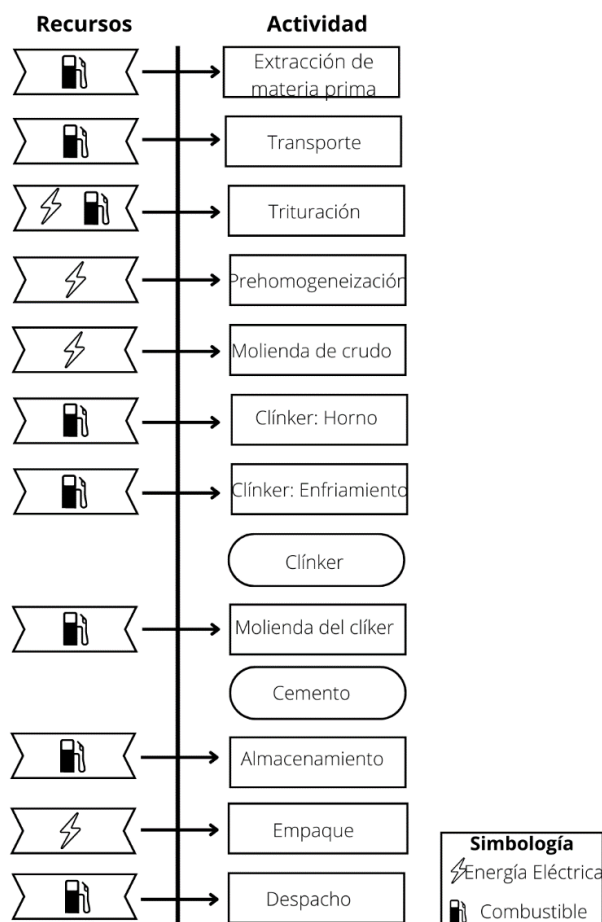 Recursos
Actividad
Extracción de
materia prima
Transporte
Trituración
Prehomogeneización
Molienda de crudo
Clínker: Horno
Clínker: Enfriamiento
Clínker
Molienda del clíker
Cemento
Almacenamiento
Empaque
Despacho
Simbología
Energía Eléctrica
Combustible